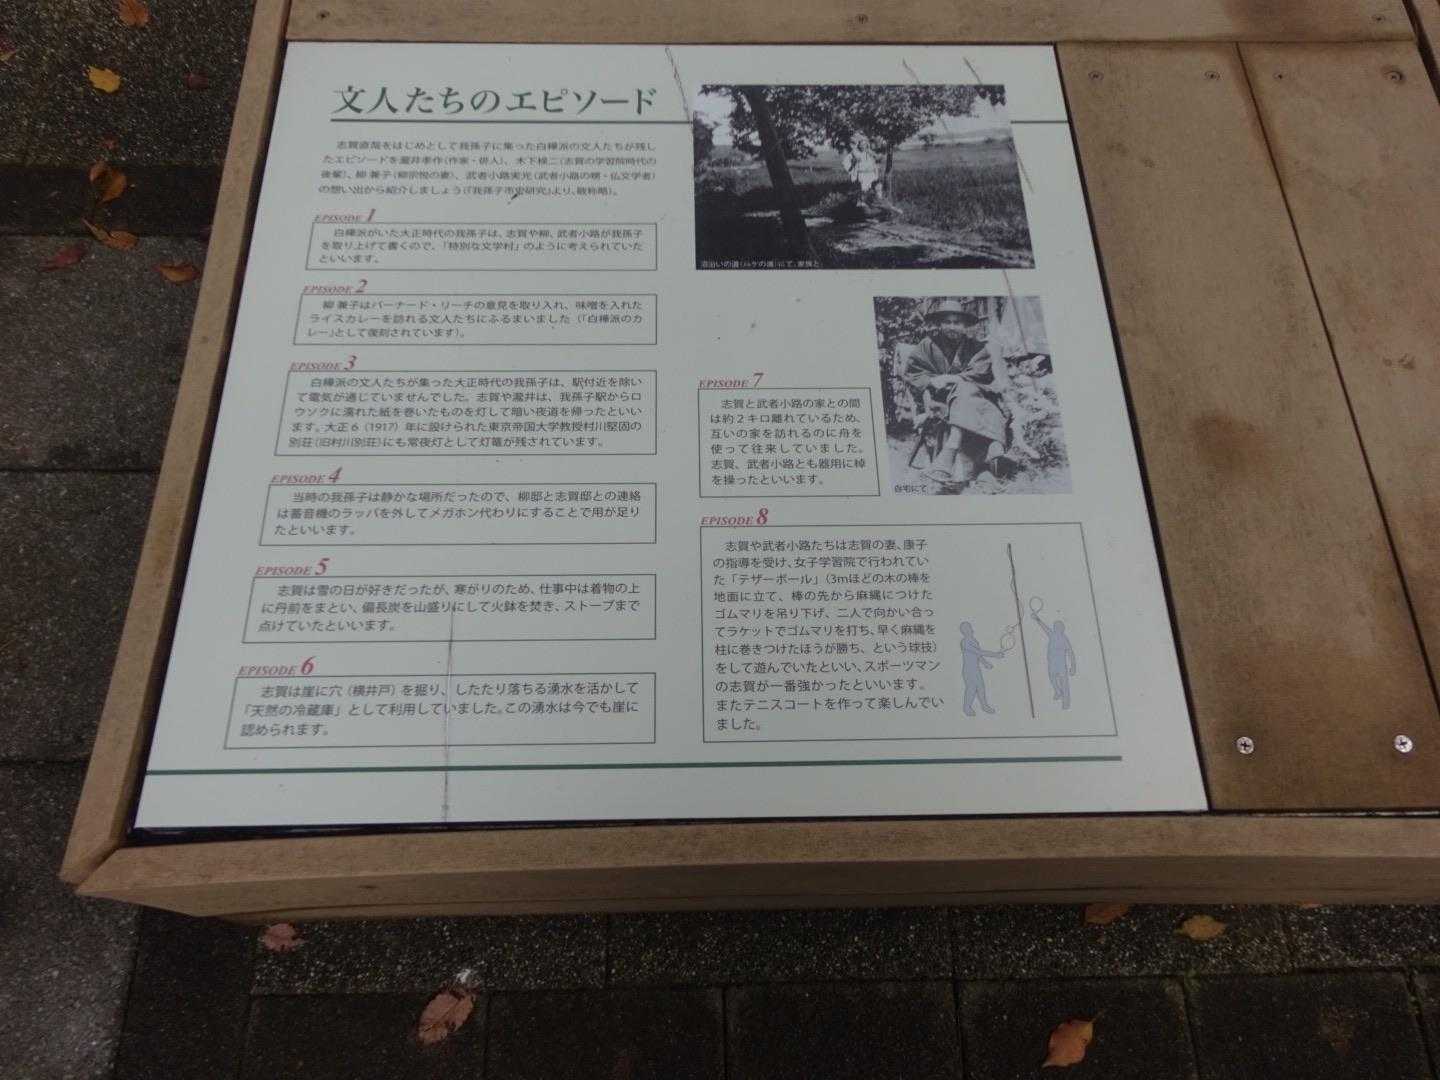 文人たちのエピソード
志賀直哉をはじめとして我孫子に集った白樺派の文人たちが残し
たエピソードを瀧井孝作(作家・俳人)、木下検二(志賀の学習院時代の
後輩)、柳 兼子(柳宗悦の妻)、武者小路実光(武者小路の甥・仏文学者)
の想い出から紹介しましょう(「我孫子市史研究」より、敬称略)。
EPISODE 1
白樺派がいた大正時代の我孫子は、志賀や柳、武者小路が我孫子
を取り上げて書くので、「特別な文学村」のように考えられていた
といいます。
EPISODE 2
柳 兼子はバーナード・リーチの意見を取り入れ、味噌を入れた
ライスカレーを訪れる文人たちにふるまいました(「白樺派のカ
レー」として復刻されています)。
EPISODE 3
白樺派の文人たちが集った大正時代の我孫子は、駅付近を除い
て電気が通じていませんでした。志賀や瀧井は、我孫子駅からロ
ウソクに濡れた紙を巻いたものを灯して暗い夜道を帰ったといい
ます。大正6(1917)年に設けられた東京帝国大学教授村川堅固の
別荘(旧村川別荘)にも常夜灯として灯篭が残されています。
EPISODE 4
当時の我孫子は静かな場所だったので、柳邸と志賀邸との連絡
は蓄音機のラッパを外してメガホン代わりにすることで用が足り
たといいます。
EPISODE 5
志賀は雪の日が好きだったが、寒がりのため、仕事中は着物の上
に丹前をまとい、備長炭を山盛りにして火鉢を焚き、ストーブまで
点けていたといいます。
EPISODE 6
志賀は崖に穴(横井戸)を掘り、したたり落ちる湧水を活かして
「天然の冷蔵庫」として利用していました。この湧水は今でも崖に
認められます。
沼沿いの道(ハケの道)にて、家族と
自宅にて
EPISODE 7
志賀と武者小路の家との間
は約2キロ離れているため、
互いの家を訪れるのに舟を
使って往来していました。
志賀、武者小路とも器用に棹
を操ったといいます。
EPISODE 8
志賀や武者小路たちは志賀の妻、康子
の指導を受け、女子学習院で行われてい
た「テザーボール」(3mほどの木の棒を
地面に立て、棒の先から麻縄につけた
ゴムマリを吊り下げ、二人で向かい合っ
てラケットでゴムマリを打ち、早く麻縄を
柱に巻きつけたほうが勝ち、という球技)
をして遊んでいたといい、スポーツマン
の志賀が一番強かったといいます。
またテニスコートを作って楽しんでい
ました。